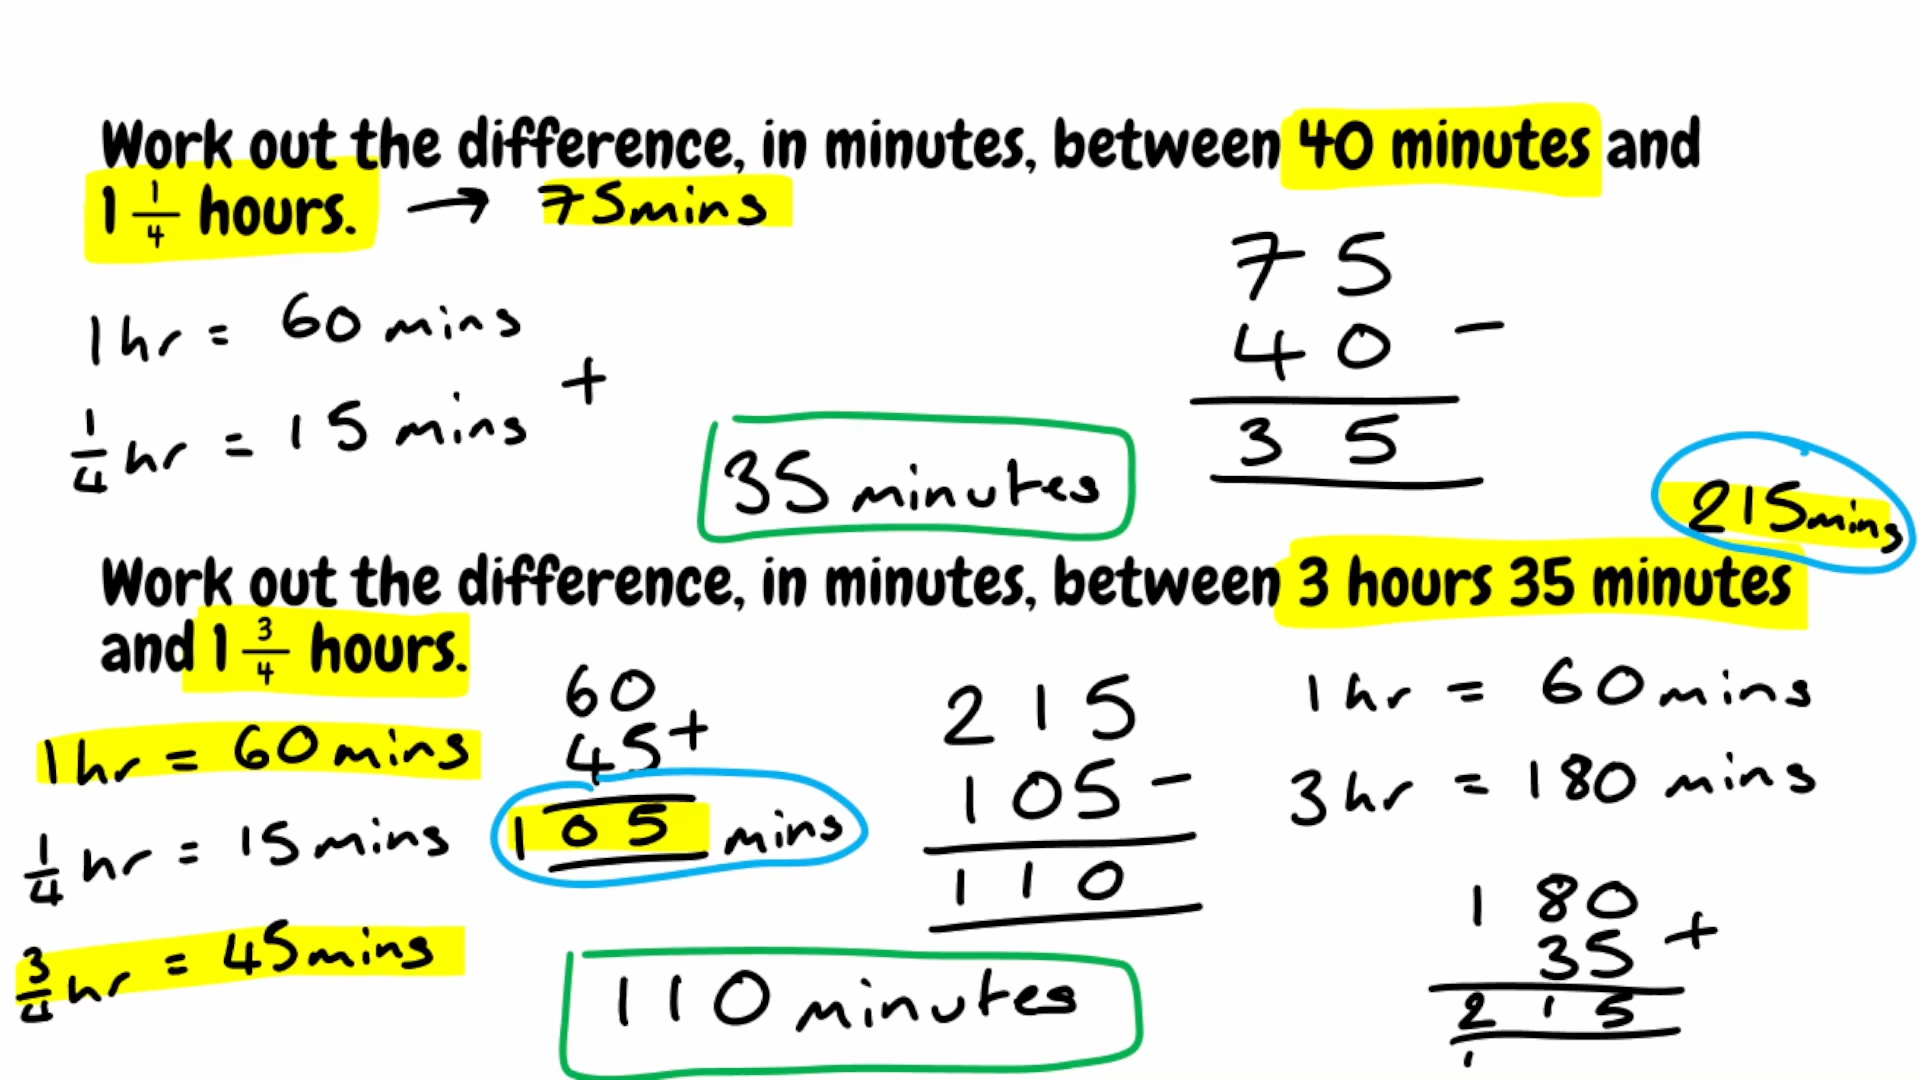 Work out the difference, in minutes, between 40 minutes and
1 1/4 hours. → 75mins
1hr = 60 mins
+
1/4 hr = 15 mins
75
40 -
35
35 minutes
215mins
Work out the difference, in minutes, between 3 hours 35 minutes
and 1 3/4 hours.
1hr = 60mins
1/4 hr = 15mins
3/4 hr = 45mins
60
45+
105 mins
215
105 -
110
110 minutes
1hr = 60mins
3hr = 180 mins
180
35 +
215
1